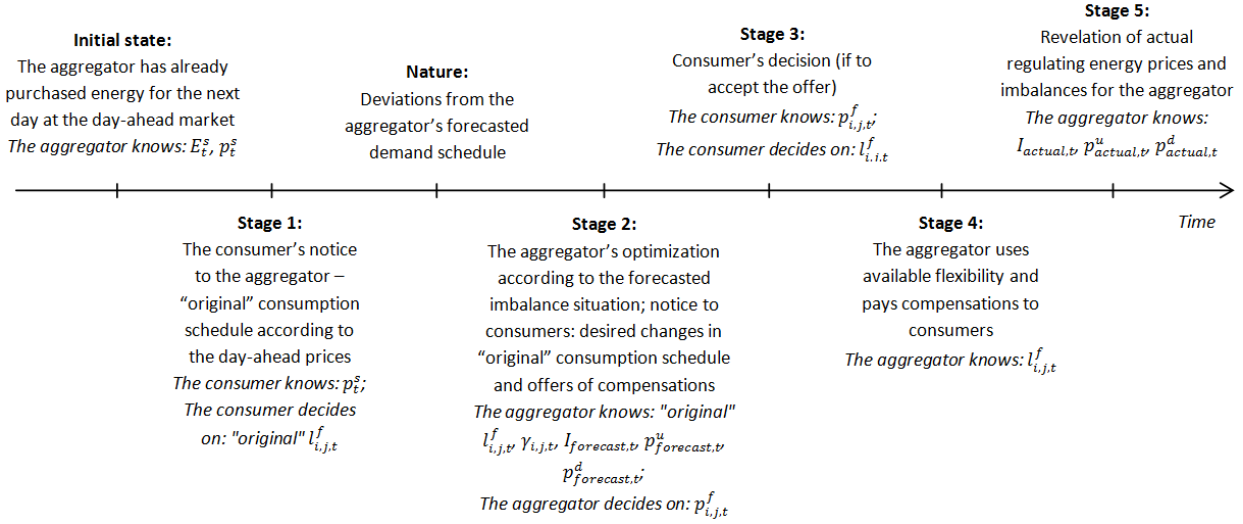 Initial state:
The aggregator has already
purchased energy for the next
day at the day-ahead market
The aggregator knows: E_t^s, p_t^s
Stage 1:
The consumer's notice
to the aggregator –
"original" consumption
schedule according to
the day-ahead prices
The consumer knows: p_t^s;
The consumer decides
on: "original" l_{i,j,t}^f
Nature:
Deviations from the
aggregator's forecasted
demand schedule
Stage 2:
The aggregator's optimization
according to the forecasted
imbalance situation; notice to
consumers: desired changes in
"original" consumption schedule
and offers of compensations
The aggregator knows: "original"
l_{i,j,t}^f, γ_{i,j,t}, I_{forecast,t}, p_{forecast,t}^u,
p_{forecast,t}^d;
The aggregator decides on: p_{i,j,t}^f
Stage 3:
Consumer's decision (if to
accept the offer)
The consumer knows: p_{i,j,t}^f;
The consumer decides on: l_{i,j,t}^f
Stage 4:
The aggregator uses
available flexibility and
pays compensations to
consumers
The aggregator knows: l_{i,j,t}^f
Stage 5:
Revelation of actual
regulating energy prices and
imbalances for the aggregator
The aggregator knows:
I_{actual,t}, p_{actual,t}^u, p_{actual,t}^d
Time